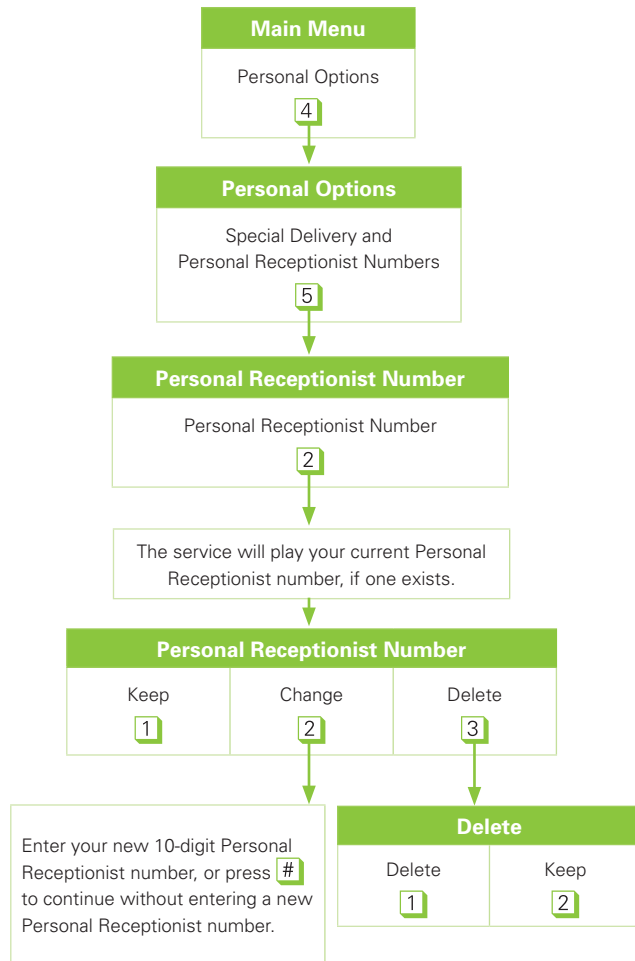 Main Menu
Personal Options
4
Personal Options
Special Delivery and
Personal Receptionist Numbers
5
Personal Receptionist Number
Personal Receptionist Number
2
The service will play your current Personal
Receptionist number, if one exists.
Personal Receptionist Number
Keep Change Delete
1 2 3
Enter your new 10-digit Personal
Receptionist number, or press #
to continue without entering a new
Personal Receptionist number.
Delete
Delete Keep
1 2